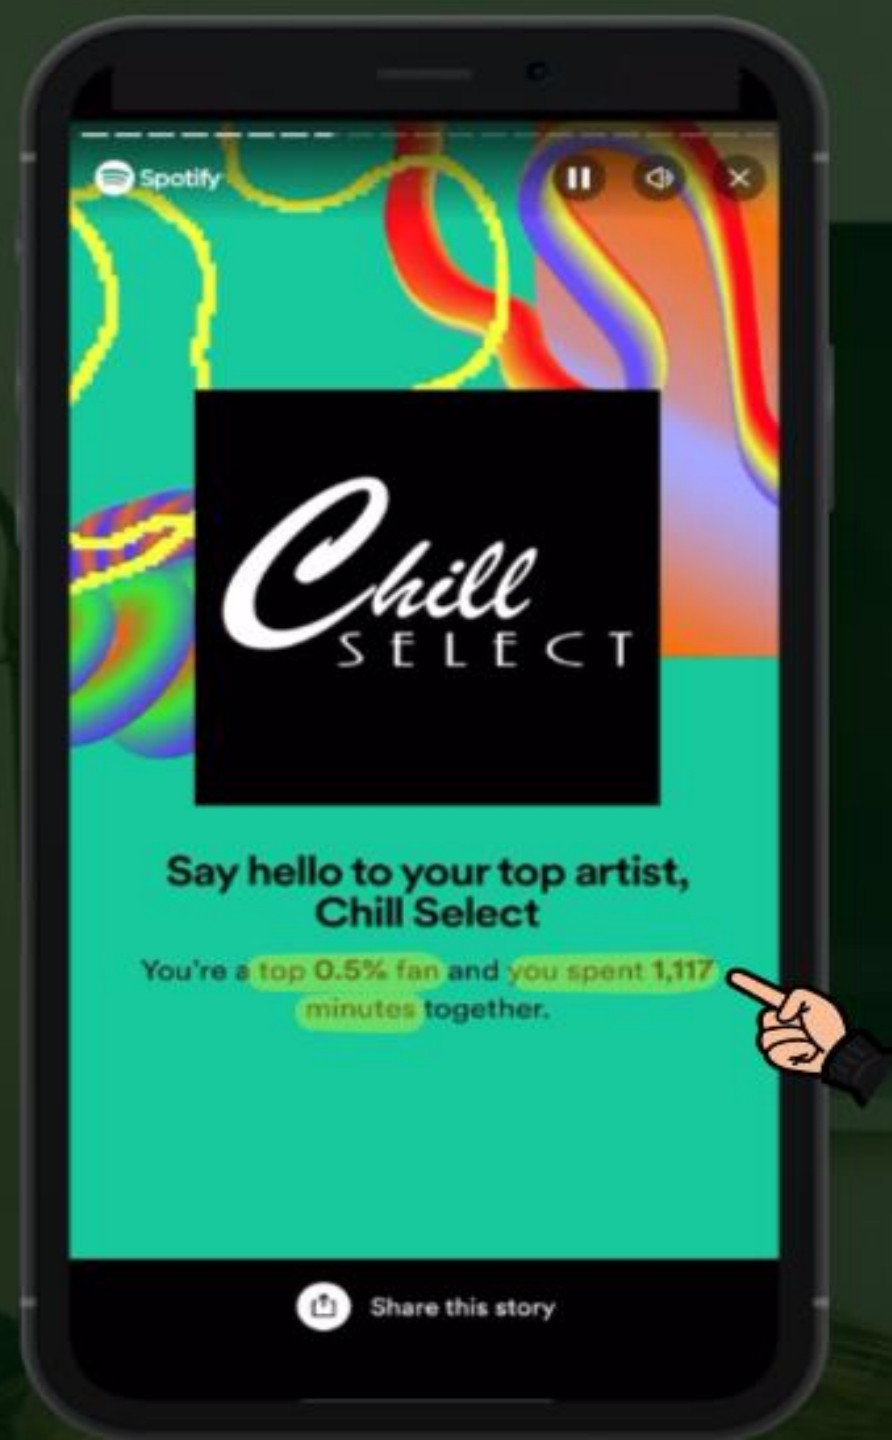 Spotify
Chill
SELECT
Say hello to your top artist,
Chill Select
You're a top 0.5% fan and you spent 1,117
minutes together.
Share this story